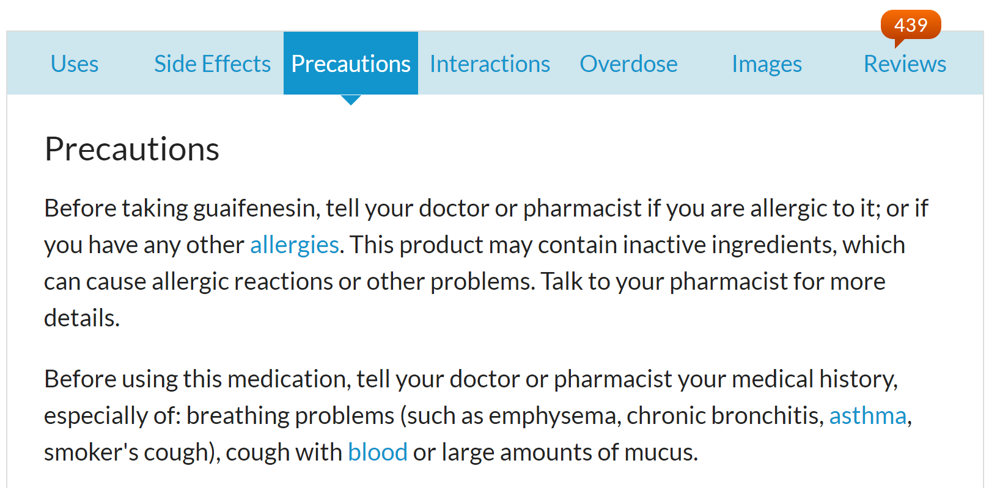 439
Uses Side Effects Precautions Interactions Overdose Images Reviews
Precautions
Before taking guaifenesin, tell your doctor or pharmacist if you are allergic to it; or if
you have any other allergies. This product may contain inactive ingredients, which
can cause allergic reactions or other problems. Talk to your pharmacist for more
details.
Before using this medication, tell your doctor or pharmacist your medical history,
especially of: breathing problems (such as emphysema, chronic bronchitis, asthma,
smoker's cough), cough with blood or large amounts of mucus.